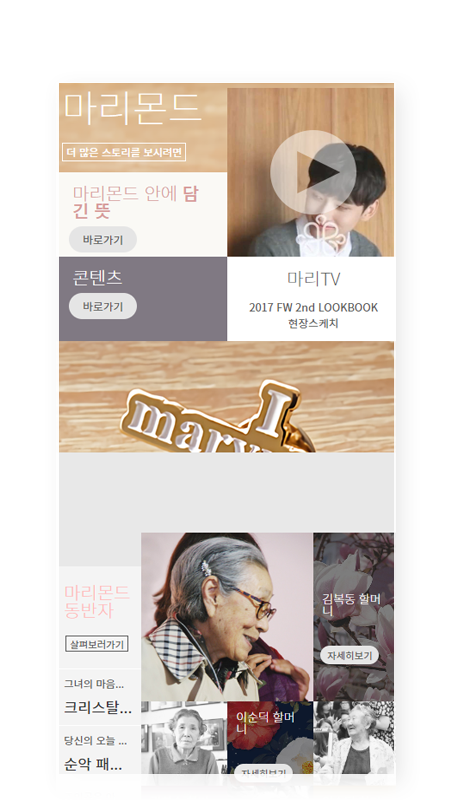 마리몬드
더 많은 스토리를 보시려면
마리몬드 안에 담
긴 뜻
바로가기
콘텐츠
바로가기
마리TV
2017 FW 2nd LOOKBOOK
현장스케치
I
mary
마리몬드
동반자
살펴보러가기
김복동 할머
니
자세히보기
그녀의 마음...
크리스탈...
이순덕 할머
니
당신의 오늘 ...
순악 패...
자세히보기